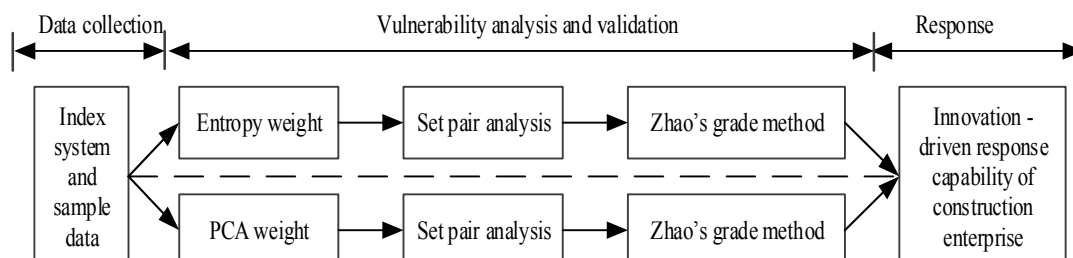 Data collection
Vulnerability analysis and validation
Response
Index
system
and
sample
data
Entropy weight
Set pair analysis
Zhao's grade method
PCA weight
Set pair analysis
Zhao's grade method
Innovation -
driven response
capability of
construction
enterprise